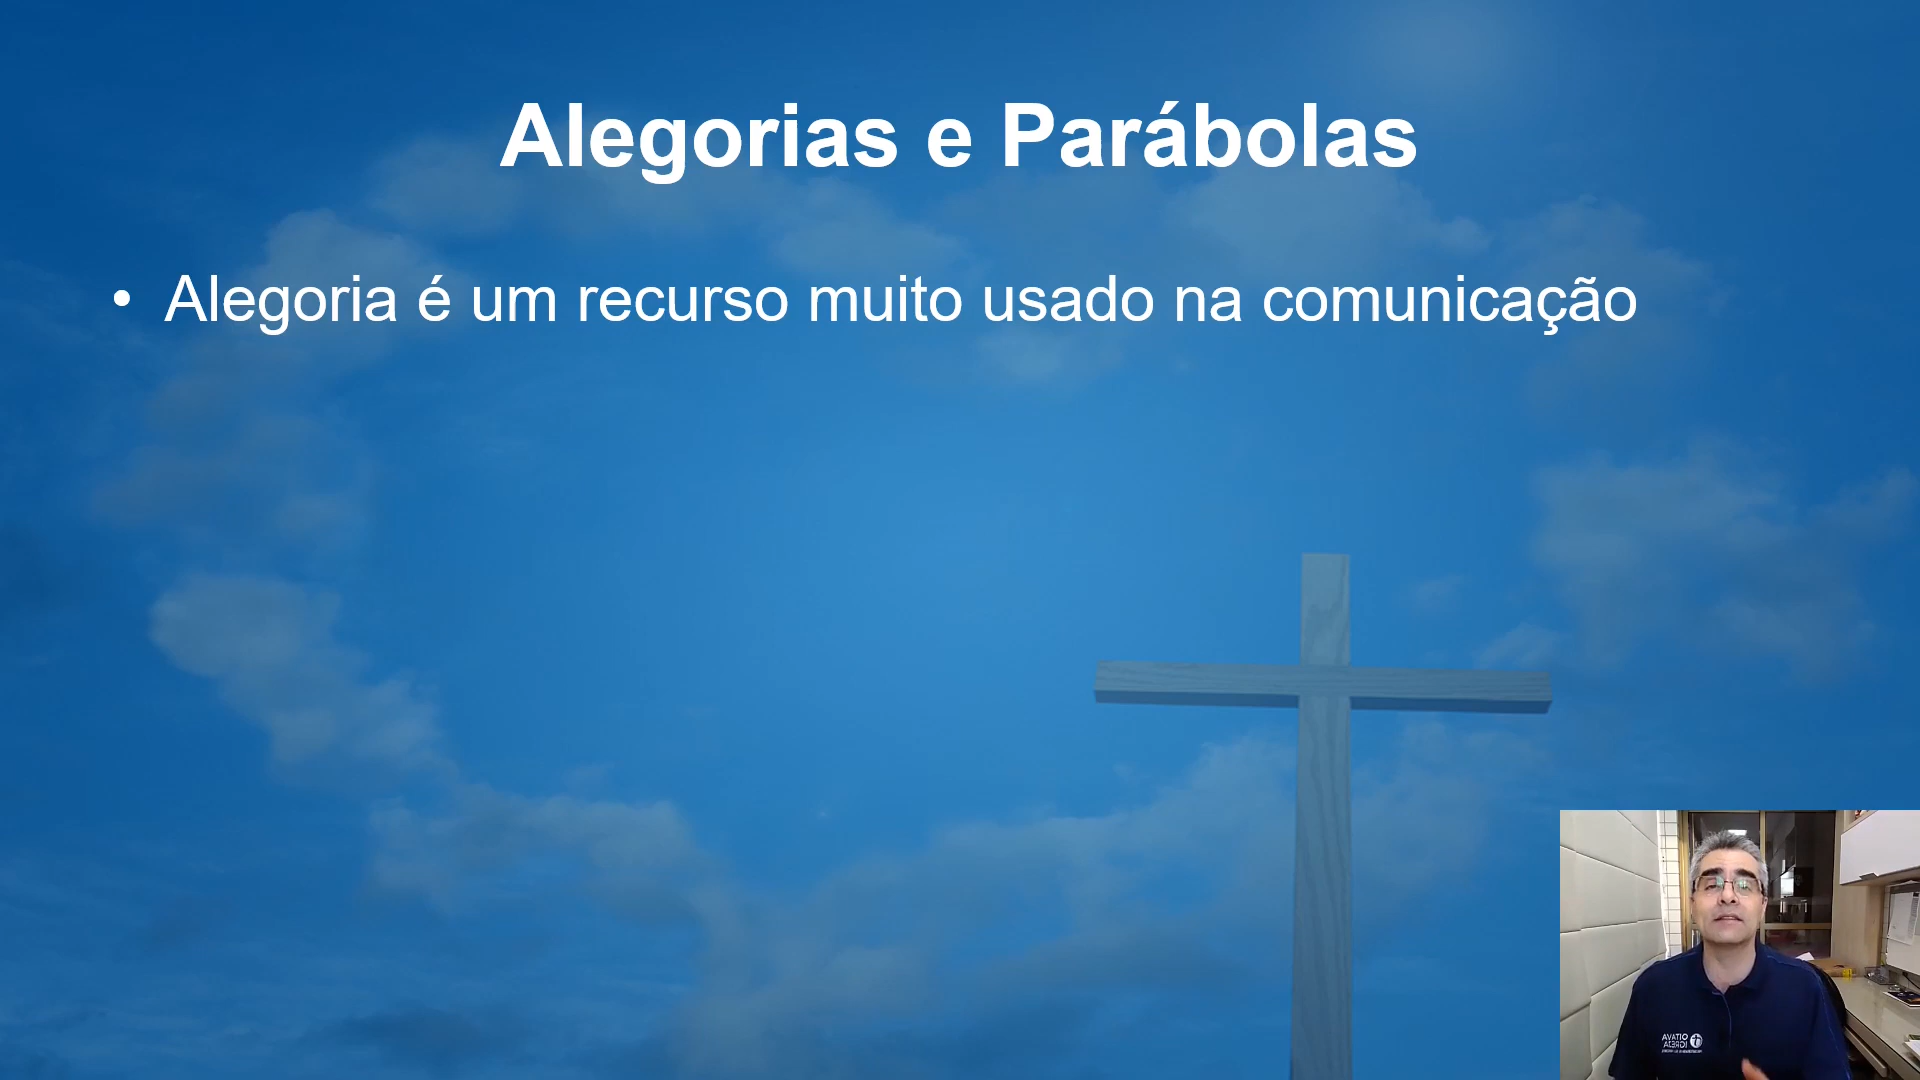 Alegorias e Parábolas
• Alegoria é um recurso muito usado na comunicação